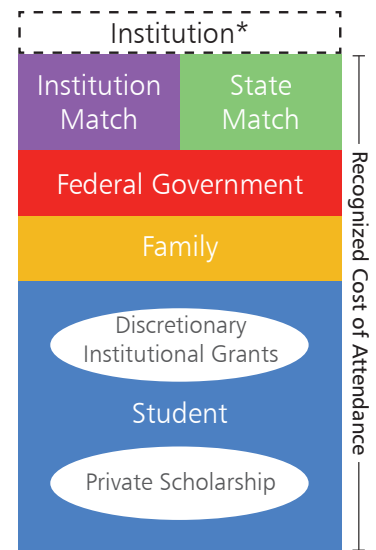 Institution*
Institution
Match
State
Match
Federal Government
Family
Discretionary
Institutional Grants
Student
Private Scholarship
Recognized Cost of Attendance